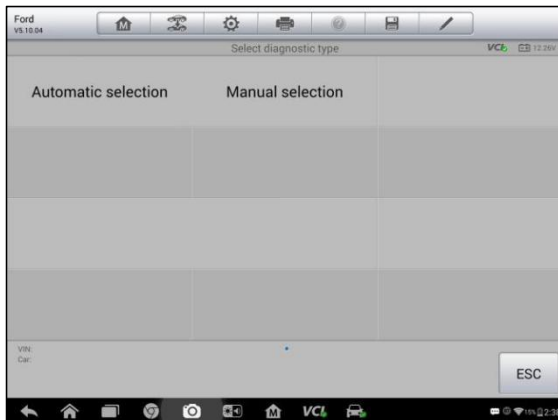 Ford
V5.10.04
M
Select diagnostic type
VCI 12.26V
Automatic selection
Manual selection
VIN:
Car:
ESC
M
VCI